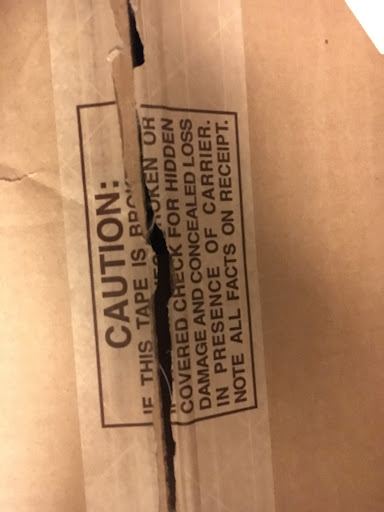 CAUTION:
IF THIS TAPE IS
IF BROKEN OR
COVERED CHECK FOR HIDDEN
DAMAGE AND CONCEALED LOSS
IN PRESENCE OF CARRIER.
NOTE ALL FACTS ON RECEIPT.